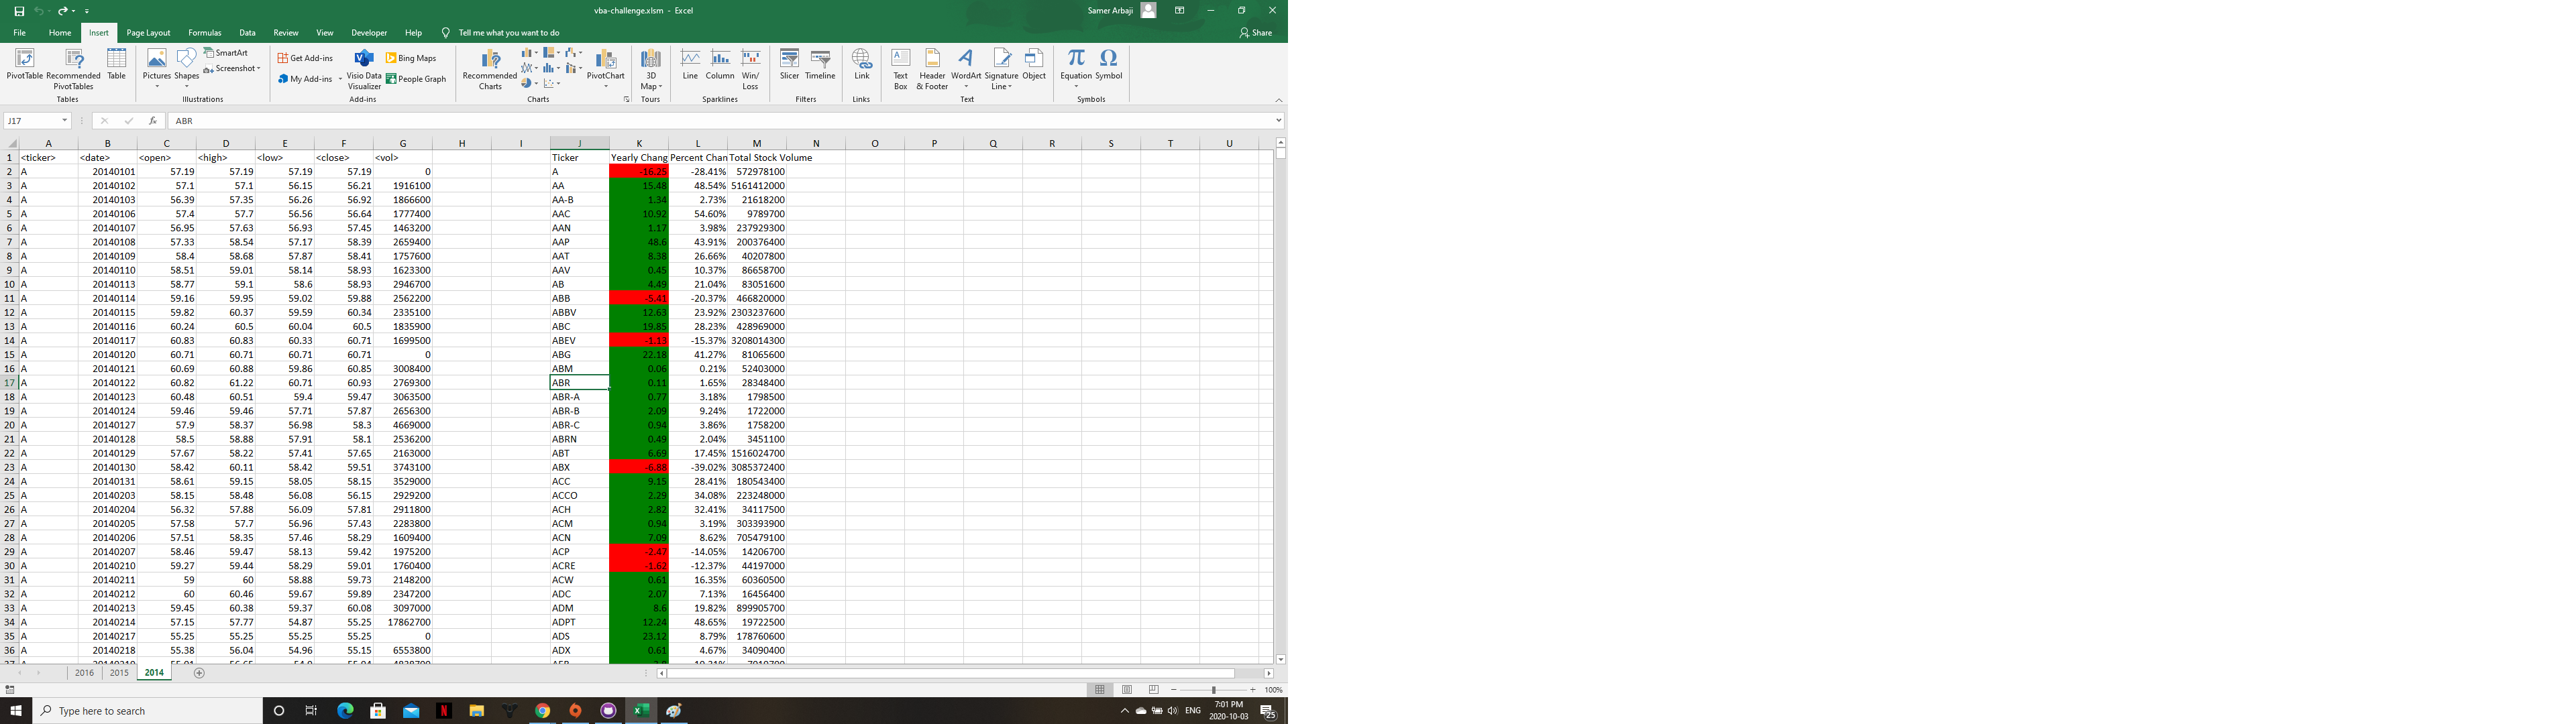 vba-challenge.xlsm - Excel
Samer Arbaji
File Home Insert Page Layout Formulas Data Review View Developer Help Tell me what you want to do Share
PivotTable Recommended PivotTables Table Pictures Shapes SmartArt Screenshot Get Add-ins My Add-ins Visio Data Visualizer Bing Maps People Graph Recommended Charts PivotChart 3D Map Line Column Win/Loss Slicer Timeline Link Text Box Header & Footer WordArt Signature Line Object Equation Symbol
Tables Illustrations Add-ins Charts Tours Sparklines Filters Links Text Symbols
J17 fx ABR
A B C D E F G H I J K L M N O P Q R S T U
1 <ticker> <date> <open> <high> <low> <close> <vol> Ticker Yearly Chang Percent Chan Total Stock Volume
2 A 20140101 57.19 57.19 57.19 57.19 0 A -16.25 -28.41% 572978100
3 A 20140102 57.1 57.1 56.15 56.21 1916100 AA 15.48 48.54% 5161412000
4 A 20140103 56.39 57.35 56.26 56.92 1866600 AA-B 1.34 2.73% 21618200
5 A 20140106 57.4 57.7 56.56 56.64 1777400 AAC 10.92 54.60% 9789700
6 A 20140107 56.95 57.63 56.93 57.45 1463200 AAN 1.17 3.98% 237929300
7 A 20140108 57.33 58.54 57.17 58.39 2659400 AAP 48.6 43.91% 200376400
8 A 20140109 58.4 58.68 57.87 58.41 1757600 AAT 8.38 26.66% 40207800
9 A 20140110 58.51 59.01 58.14 58.93 1623300 AAV 0.45 10.37% 86658700
10 A 20140113 58.77 59.1 58.6 58.93 2946700 AB 4.49 21.04% 83051600
11 A 20140114 59.16 59.95 59.02 59.88 2562200 ABB -5.41 -20.37% 466820000
12 A 20140115 59.82 60.37 59.59 60.34 2335100 ABBV 12.63 23.92% 2303237600
13 A 20140116 60.24 60.5 60.04 60.5 1835900 ABC 19.85 28.23% 428969000
14 A 20140117 60.83 60.83 60.33 60.71 1699500 ABEV -1.13 -15.37% 3208014300
15 A 20140120 60.71 60.71 60.71 60.71 0 ABG 22.18 41.27% 81065600
16 A 20140121 60.69 60.88 59.86 60.85 3008400 ABM 0.06 0.21% 52403000
17 A 20140122 60.82 61.22 60.71 60.93 2769300 ABR 0.11 1.65% 28348400
18 A 20140123 60.48 60.51 59.4 59.47 3063500 ABR-A 0.77 3.18% 1798500
19 A 20140124 59.46 59.46 57.71 57.87 2656300 ABR-B 2.09 9.24% 1722000
20 A 20140127 57.9 58.37 56.98 58.3 4669000 ABR-C 0.94 3.86% 1758200
21 A 20140128 58.5 58.88 57.91 58.1 2536200 ABRN 0.49 2.04% 3451100
22 A 20140129 57.67 58.22 57.41 57.65 2163000 ABT 6.69 17.45% 1516024700
23 A 20140130 58.42 60.11 58.42 59.51 3743100 ABX -6.88 -39.02% 3085372400
24 A 20140131 58.61 59.15 58.05 58.15 3529000 ACC 9.15 28.41% 180543400
25 A 20140203 58.15 58.48 56.08 56.15 2929200 ACCO 2.29 34.08% 223248000
26 A 20140204 56.32 57.88 56.09 57.81 2911800 ACH 2.82 32.41% 34117500
27 A 20140205 57.58 57.7 56.96 57.43 2283800 ACM 0.94 3.19% 303393900
28 A 20140206 57.51 58.35 57.46 58.29 1609400 ACN 7.09 8.62% 705479100
29 A 20140207 58.46 59.47 58.13 59.42 1975200 ACP -2.47 -14.05% 14206700
30 A 20140210 59.27 59.44 58.29 59.01 1760400 ACRE -1.62 -12.37% 44197000
31 A 20140211 59 60 58.88 59.73 2148200 ACW 0.61 16.35% 60360500
32 A 20140212 60 60.46 59.67 59.89 2347200 ADC 2.07 7.13% 16456400
33 A 20140213 59.45 60.38 59.37 60.08 3097000 ADM 8.6 19.82% 899905700
34 A 20140214 57.15 57.77 54.87 55.25 17862700 ADPT 12.24 48.65% 19722500
35 A 20140217 55.25 55.25 55.25 55.25 0 ADS 23.12 8.79% 178760600
36 A 20140218 55.38 56.04 54.96 55.15 6553800 ADX 0.61 4.67% 34090400
2016 2015 2014
100%
Type here to search
ENG
7:01 PM
2020-10-03
25